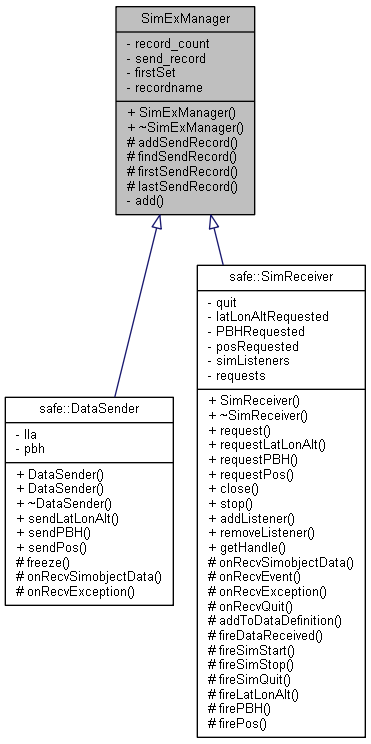 SimExManager
- record_count
- send_record
- firstSet
- recordname
+ SimExManager()
+ ~SimExManager()
# addSendRecord()
# findSendRecord()
# firstSendRecord()
# lastSendRecord()
- add()
safe::SimReceiver
- quit
- latLonAltRequested
- PBHRequested
- posRequested
- simListeners
- requests
+ SimReceiver()
+ ~SimReceiver()
+ request()
+ requestLatLonAlt()
+ requestPBH()
+ requestPos()
+ close()
+ stop()
+ addListener()
+ removeListener()
+ getHandle()
# onRecvSimobjectData()
# onRecvEvent()
# onRecvException()
# onRecvQuit()
# addToDataDefinition()
# fireDataReceived()
# fireSimStart()
# fireSimStop()
# fireSimQuit()
# fireLatLonAlt()
# firePBH()
# firePos()
safe::DataSender
- lla
- pbh
+ DataSender()
+ DataSender()
+ ~DataSender()
+ sendLatLonAlt()
+ sendPBH()
+ sendPos()
# freeze()
# onRecvSimobjectData()
# onRecvException()